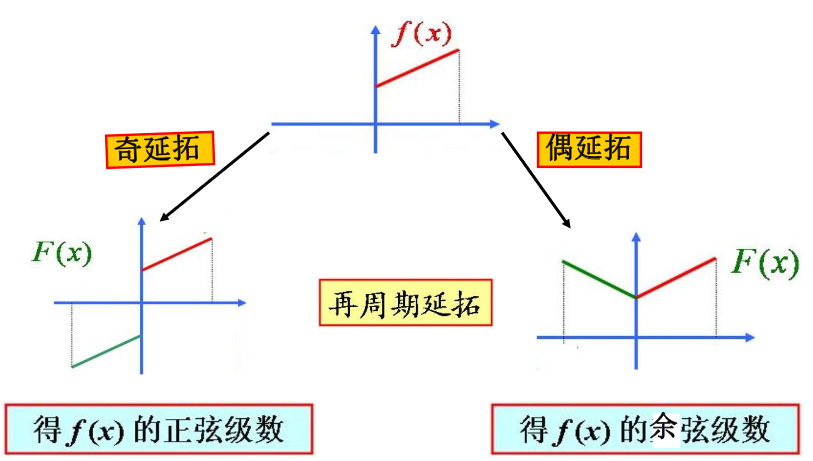 f(x)
奇延拓
偶延拓
F(x)
F(x)
再周期延拓
得 f(x) 的正弦级数
得 f(x) 的余弦级数